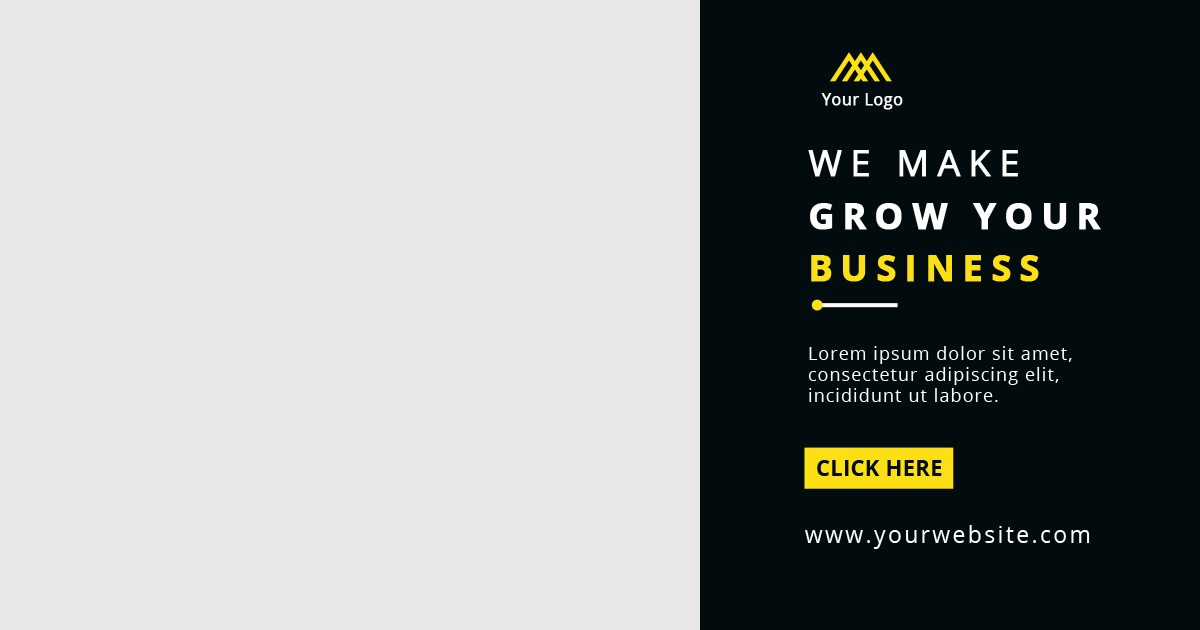 Your Logo
WE MAKE
GROW YOUR
BUSINESS
Lorem ipsum dolor sit amet,
consectetur adipiscing elit,
incididunt ut labore.
CLICK HERE
www.yourwebsite.com